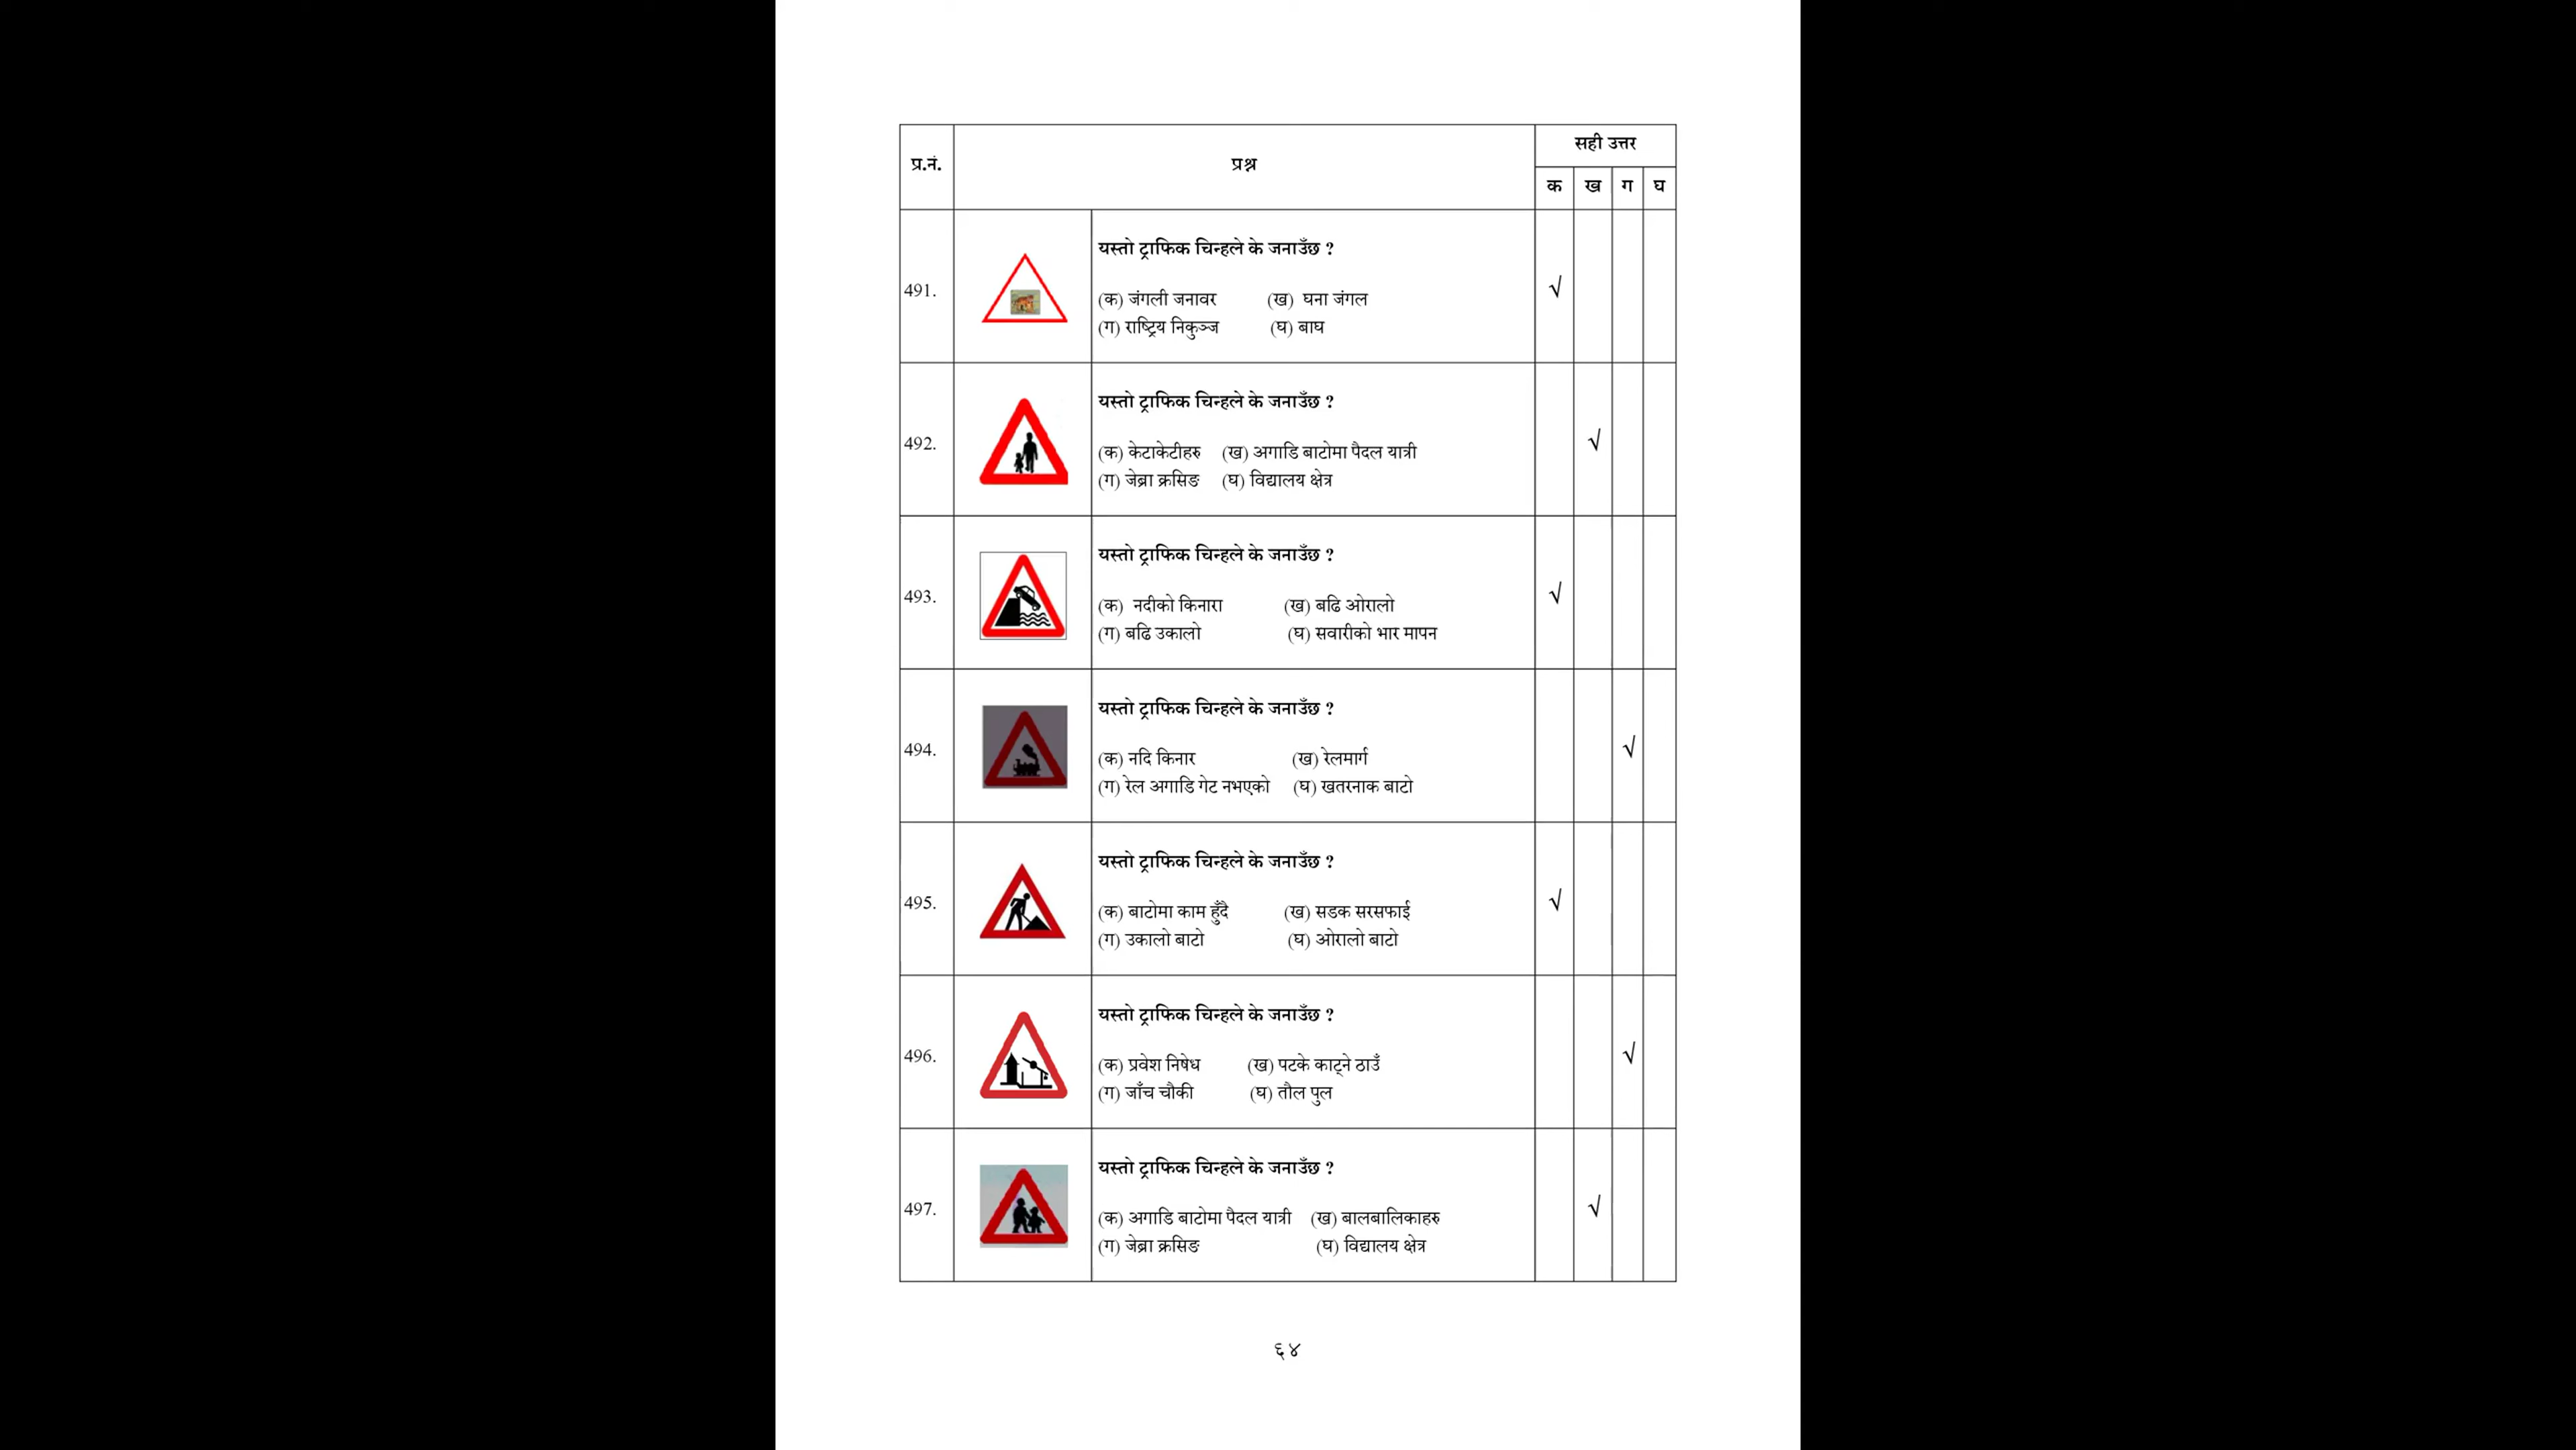 प्र.नं. प्रश्न सही उत्तर
क ख ग घ
491. यस्तो ट्राफिक चिन्हले के जनाउँछ ?
(क) जंगली जनावर (ख) घना जंगल
(ग) राष्ट्रिय निकुञ्ज (घ) बाघ
√
492. यस्तो ट्राफिक चिन्हले के जनाउँछ ?
(क) केटाकेटीहरु (ख) अगाडि बाटोमा पैदल यात्री
(ग) जेब्रा क्रसिङ (घ) विद्यालय क्षेत्र
√
493. यस्तो ट्राफिक चिन्हले के जनाउँछ ?
(क) नदीको किनारा (ख) बढि ओरालो
(ग) बढि उकालो (घ) सवारीको भार मापन
√
494. यस्तो ट्राफिक चिन्हले के जनाउँछ ?
(क) नदि किनार (ख) रेलमार्ग
(ग) रेल अगाडि गेट नभएको (घ) खतरनाक बाटो
√
495. यस्तो ट्राफिक चिन्हले के जनाउँछ ?
(क) बाटोमा काम हुँदै (ख) सडक सरसफाई
(ग) उकालो बाटो (घ) ओरालो बाटो
√
496. यस्तो ट्राफिक चिन्हले के जनाउँछ ?
(क) प्रवेश निषेध (ख) पटके काट्ने ठाउँ
(ग) जाँच चौकी (घ) तौल पुल
√
497. यस्तो ट्राफिक चिन्हले के जनाउँछ ?
(क) अगाडि बाटोमा पैदल यात्री (ख) बालबालिकाहरु
(ग) जेब्रा क्रसिङ (घ) विद्यालय क्षेत्र
√
६४